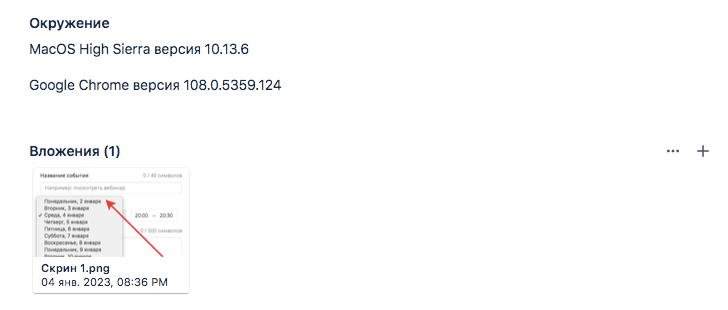 Окружение
MacOS High Sierra версия 10.13.6
Google Chrome версия 108.0.5359.124
Вложения (1)
Название события 0 / 40 символов
Например: посмотреть вебинар
Понедельник, 2 января
Вторник, 3 января
✓ Среда, 4 января 20:00 – 20:30
Четверг, 5 января
Пятница, 6 января 0 / 500 символов
Суббота, 7 января
Воскресенье, 8 января
Понедельник, 9 января
Вторник, 10 января
Скрин 1.png
04 янв. 2023, 08:36 PM